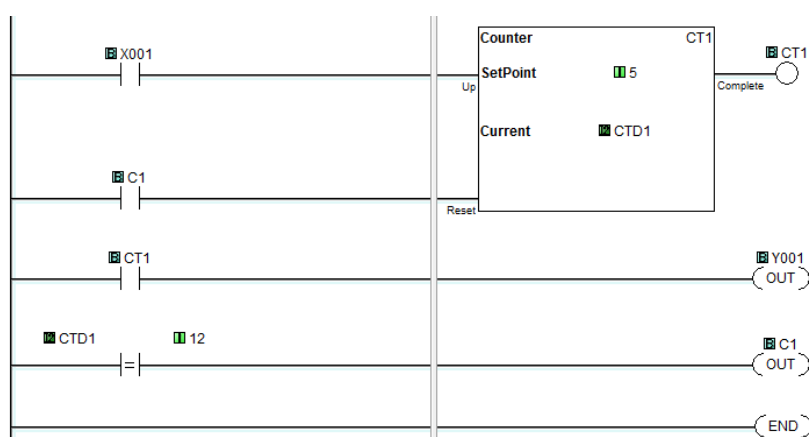 X001
Counter CT1
SetPoint 5
CT1
Up
Complete
Current CTD1
C1
Reset
CT1
Y001
OUT
CTD1 12
=
C1
OUT
END